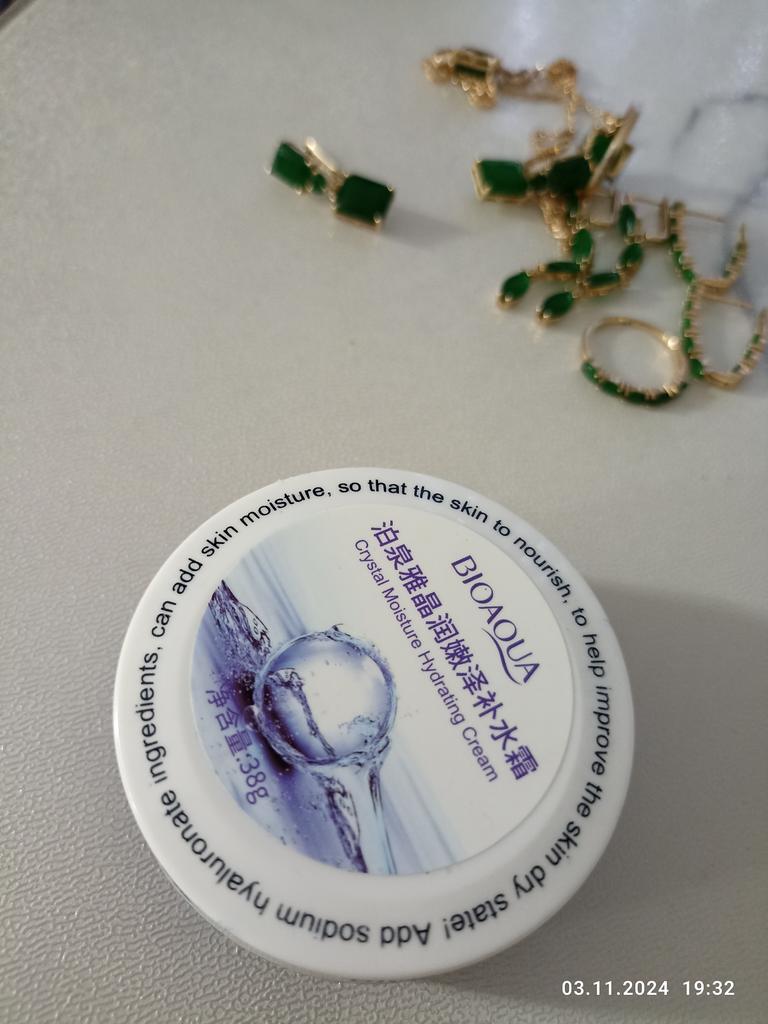 Add sodium hyaluronate ingredients, can add skin moisture, so that the skin to nourish, to help improve the skin dry state!
BIOAQUA
泊泉雅晶润嫩泽补水霜
Crystal Moisture Hydrating Cream
净含量:38g
03.11.2024 19:32